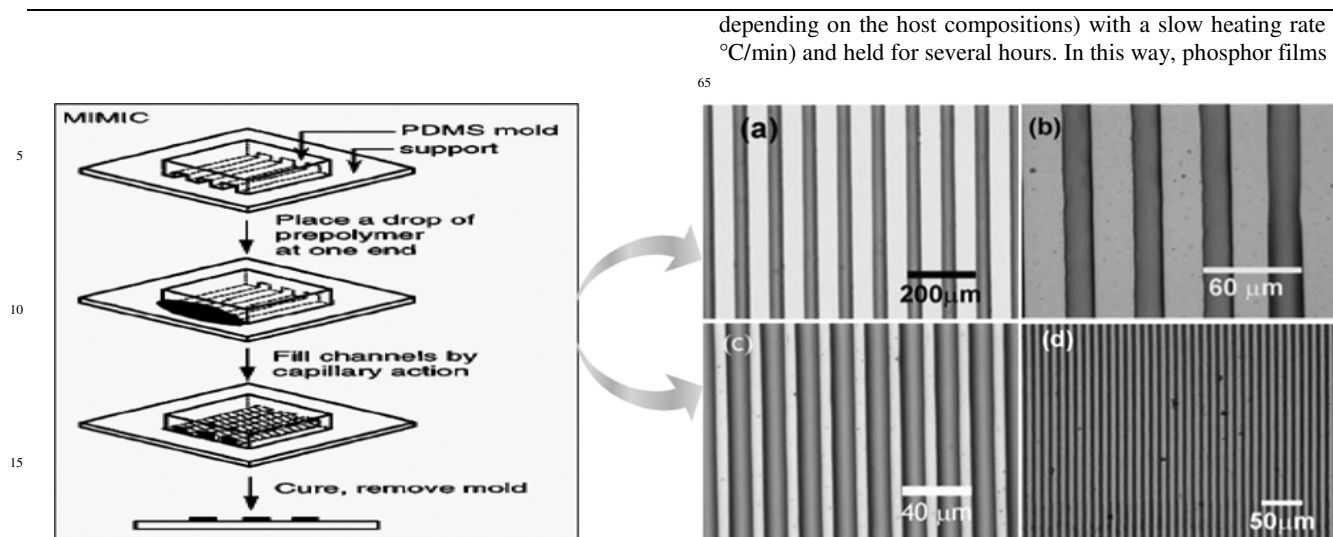 depending on the host compositions) with a slow heating rate
°C/min) and held for several hours. In this way, phosphor films
65
MIMIC
PDMS mold
support
5
Place a drop of
prepolymer
at one end
10
Fill channels by
capillary action
15
Cure, remove mold
(a)
200μm
(b)
60 μm
(c)
40μm
(d)
50μm